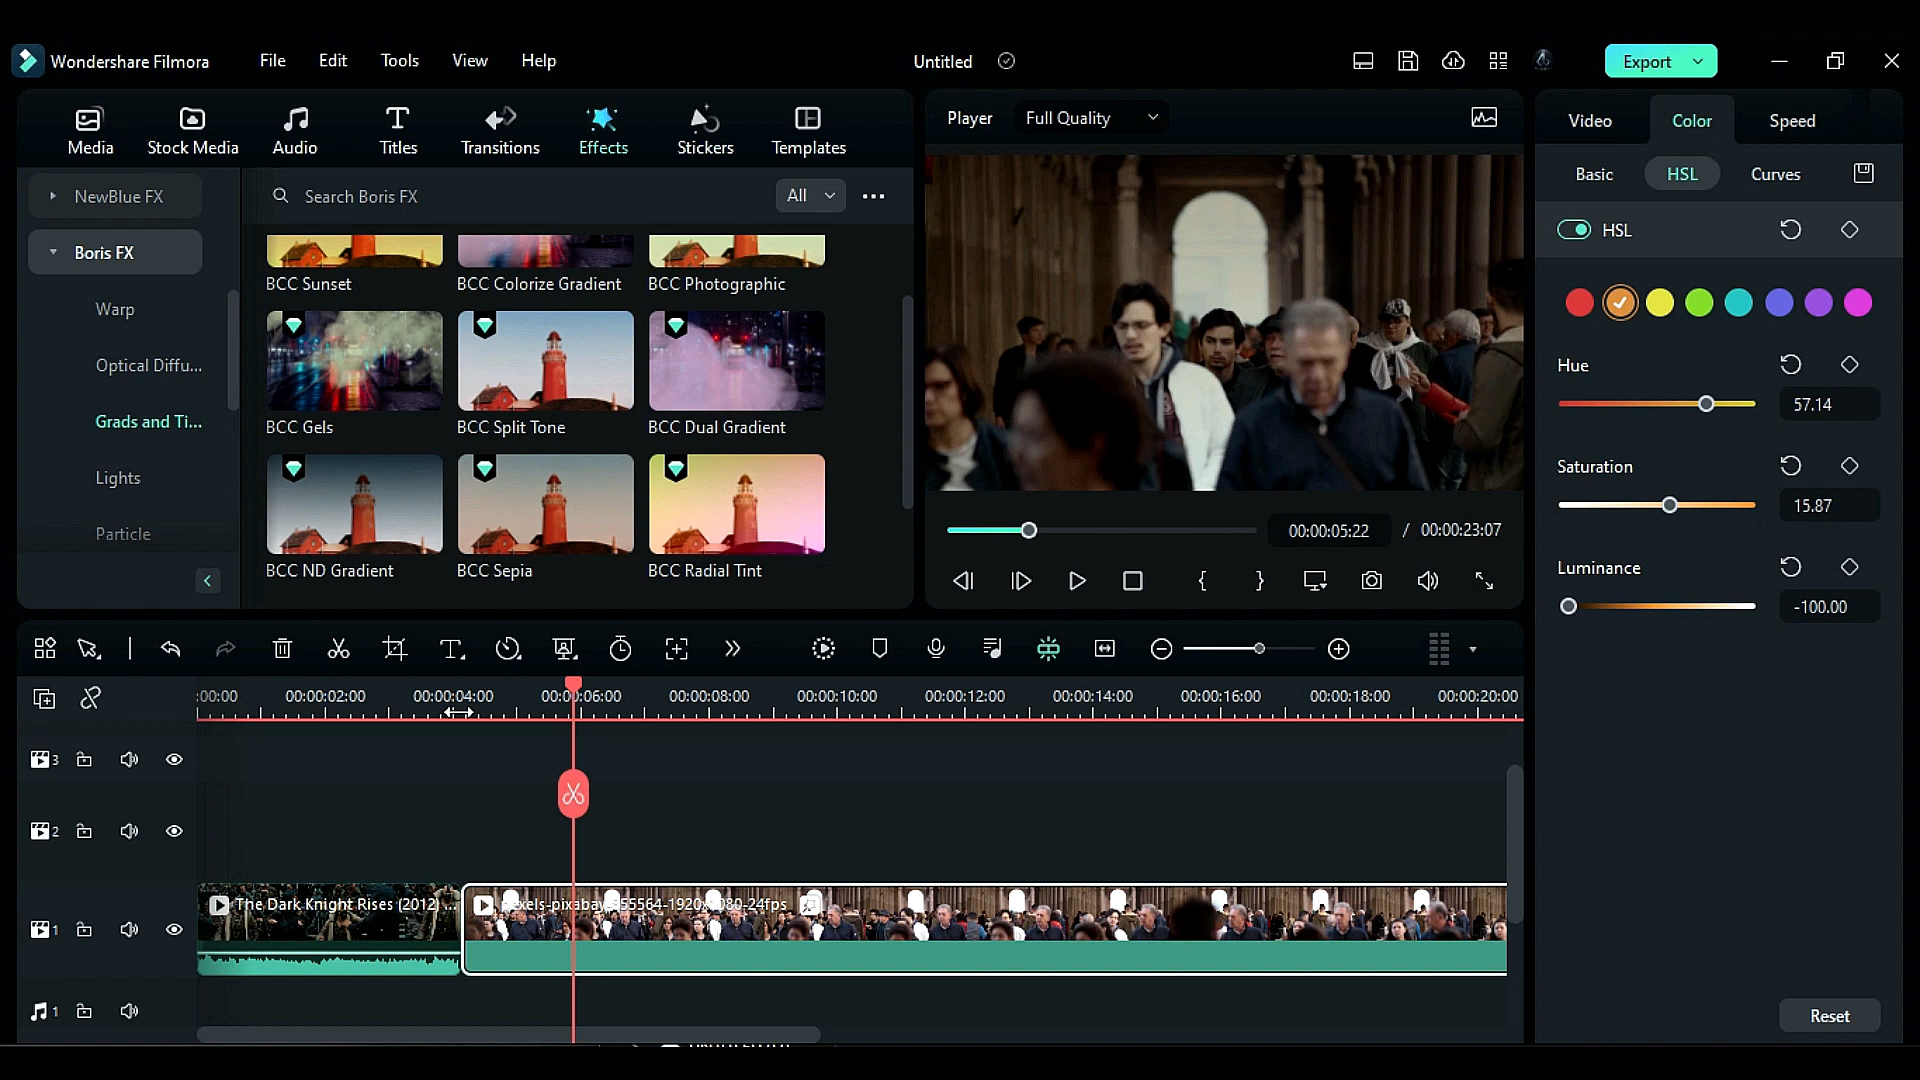 Wondershare Filmora
File
Edit
Tools
View
Help
Untitled
Export
Media
Stock Media
Audio
Titles
Transitions
Effects
Stickers
Templates
NewBlue FX
Boris FX
Warp
Optical Diffu...
Grads and Ti...
Lights
Particle
Search Boris FX
All
BCC Sunset
BCC Colorize Gradient
BCC Photographic
BCC Gels
BCC Split Tone
BCC Dual Gradient
BCC ND Gradient
BCC Sepia
BCC Radial Tint
Player
Full Quality
00:00:05:22
/
00:00:23:07
Video
Color
Speed
Basic
HSL
Curves
HSL
Hue
57.14
Saturation
15.87
Luminance
-100.00
Reset
:00:00
00:00:02:00
00:00:04:00
00:00:06:00
00:00:08:00
00:00:10:00
00:00:12:00
00:00:14:00
00:00:16:00
00:00:18:00
00:00:20:00
3
2
1
The Dark Knight Rises (2012) ...
1